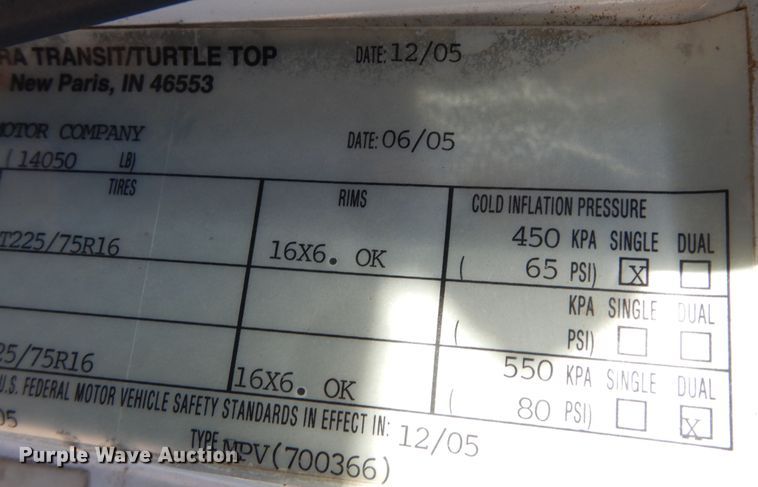 RA TRANSIT/TURTLE TOP DATE: 12/05
New Paris, IN 46553
MOTOR COMPANY DATE: 06/05
(14050 LB)
TIRES RIMS COLD INFLATION PRESSURE
T225/75R16 16X6. OK 450 KPA SINGLE DUAL
( 65 PSI) X
KPA SINGLE DUAL
( PSI)
25/75R16 16X6. OK 550 KPA SINGLE DUAL
( 80 PSI) X
U.S. FEDERAL MOTOR VEHICLE SAFETY STANDARDS IN EFFECT IN: 12/05
05 TYPE MPV(700366)
Purple Wave Auction